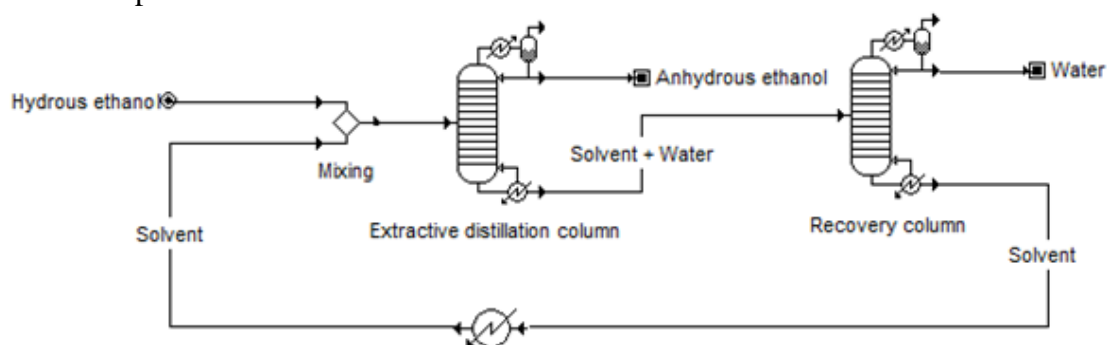 Hydrous ethanol
Anhydrous ethanol
Water
Mixing
Solvent + Water
Solvent
Extractive distillation column
Recovery column
Solvent